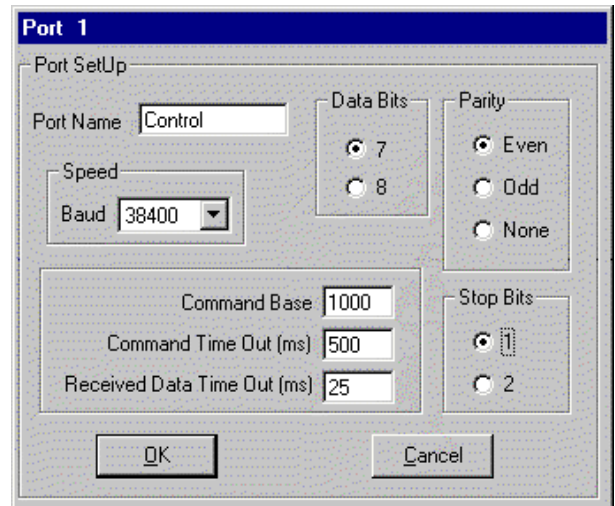 Port 1
Port SetUp
Port Name Control
Speed
Baud 38400
Data Bits
7
8
Parity
Even
Odd
None
Command Base 1000
Command Time Out (ms) 500
Received Data Time Out (ms) 25
Stop Bits
1
2
OK
Cancel